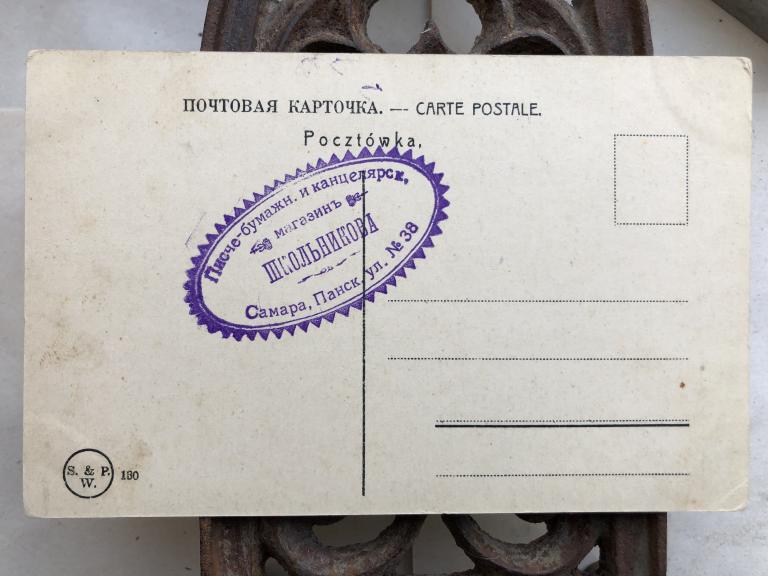 ПОЧТОВАЯ КАРТОЧКА. — CARTE POSTALE.
Pocztówka.
Писче-бумажн. и канцелярск.
магазинъ
ШКОЛЬНИКОВА
Самара, Панск. ул. № 38
S. & P.
W.
130